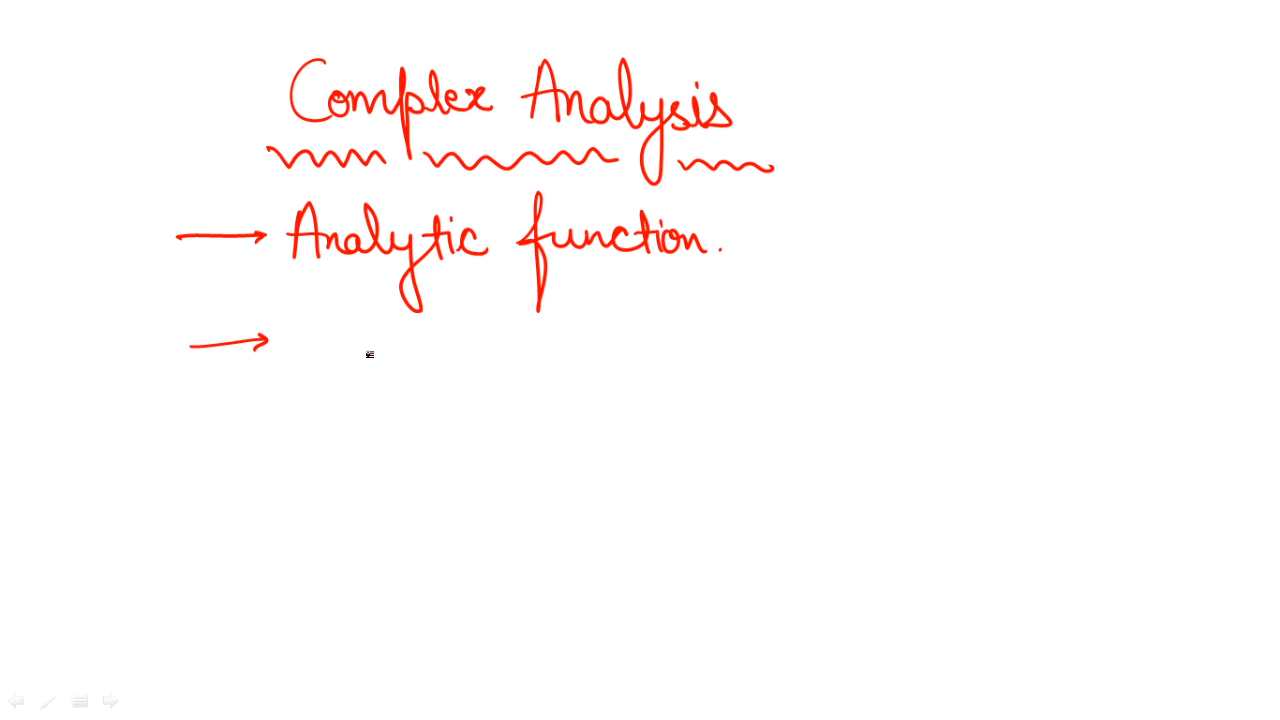 Complex Analysis
→ Analytic function.
→